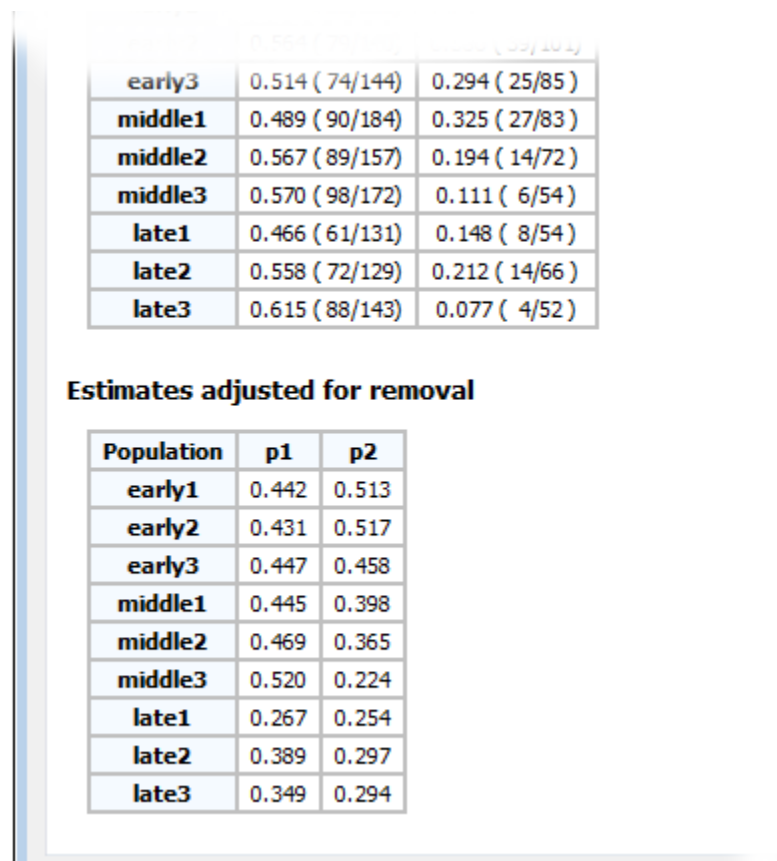 early3 0.514 ( 74/144) 0.294 ( 25/85 )
middle1 0.489 ( 90/184) 0.325 ( 27/83 )
middle2 0.567 ( 89/157) 0.194 ( 14/72 )
middle3 0.570 ( 98/172) 0.111 ( 6/54 )
late1 0.466 ( 61/131) 0.148 ( 8/54 )
late2 0.558 ( 72/129) 0.212 ( 14/66 )
late3 0.615 ( 88/143) 0.077 ( 4/52 )
Estimates adjusted for removal
Population p1 p2
early1 0.442 0.513
early2 0.431 0.517
early3 0.447 0.458
middle1 0.445 0.398
middle2 0.469 0.365
middle3 0.520 0.224
late1 0.267 0.254
late2 0.389 0.297
late3 0.349 0.294